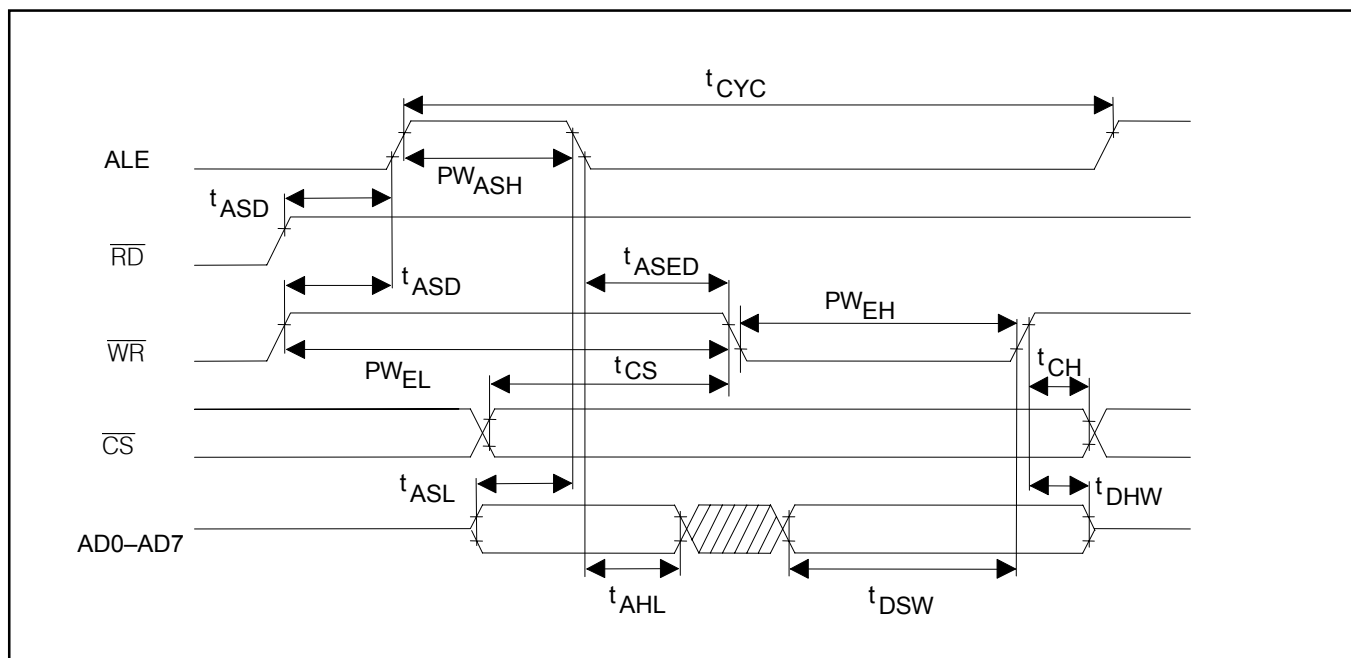 tCYC
ALE
PWASH
tASD
RD
tASED
tASD
PWEH
WR
tCS
tCH
PWEL
CS
tASL
tDHW
AD0–AD7
tAHL
tDSW